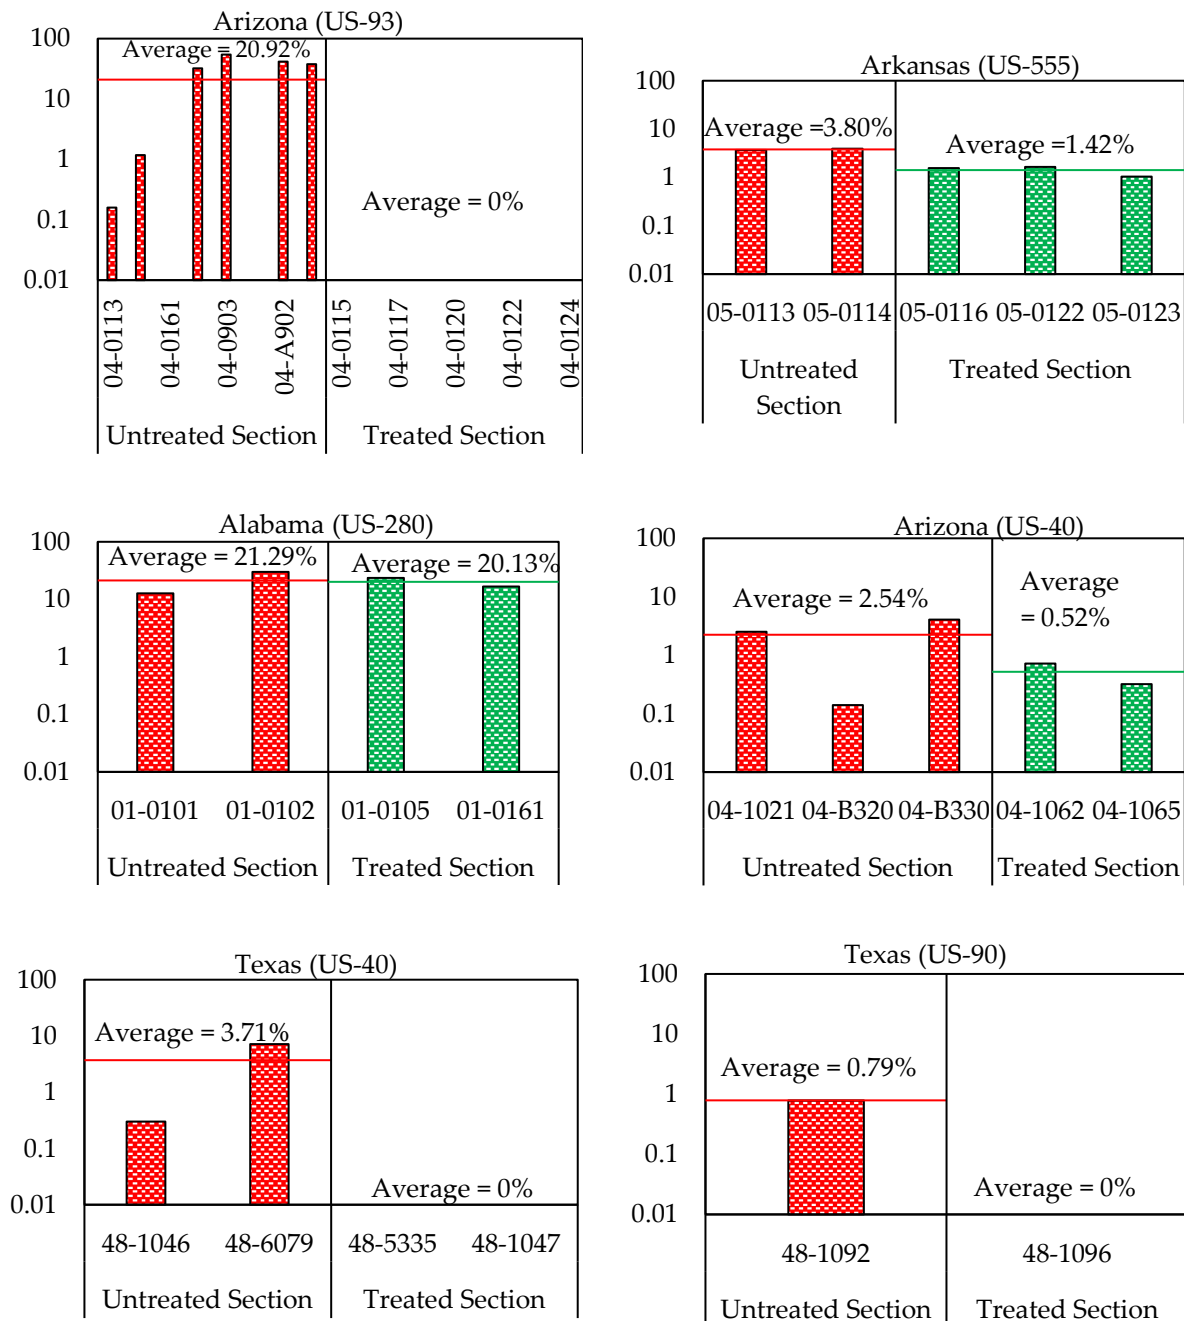 Arizona (US-93)
100
10
1
0.1
0.01
Average = 20.92%
Average = 0%
04-0113
04-0161
04-0903
04-A902
04-0115
04-0117
04-0120
04-0122
04-0124
Untreated Section
Treated Section
Arkansas (US-555)
100
10
1
0.1
0.01
Average =3.80%
Average =1.42%
05-0113 05-0114 05-0116 05-0122 05-0123
Untreated
Section
Treated Section
Alabama (US-280)
100
10
1
0.1
0.01
Average = 21.29%
Average = 20.13%
01-0101 01-0102 01-0105 01-0161
Untreated Section
Treated Section
Arizona (US-40)
100
10
1
0.1
0.01
Average = 2.54%
Average
= 0.52%
04-1021 04-B320 04-B330 04-1062 04-1065
Untreated Section
Treated Section
Texas (US-40)
100
10
1
0.1
0.01
Average = 3.71%
Average = 0%
48-1046 48-6079 48-5335 48-1047
Untreated Section
Treated Section
Texas (US-90)
100
10
1
0.1
0.01
Average = 0.79%
Average = 0%
48-1092 48-1096
Untreated Section
Treated Section